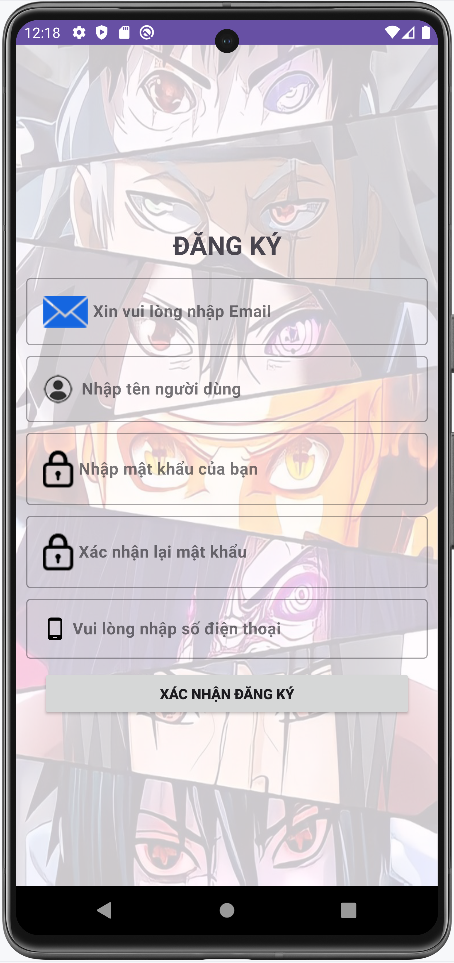 12:18
ĐĂNG KÝ
Xin vui lòng nhập Email
Nhập tên người dùng
Nhập mật khẩu của bạn
Xác nhận lại mật khẩu
Vui lòng nhập số điện thoại
XÁC NHẬN ĐĂNG KÝ